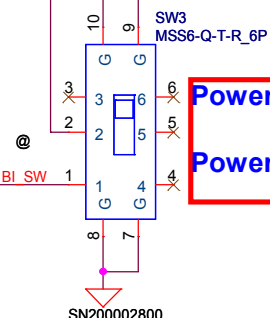 10
9
SW3
MSS6-Q-T-R_6P
G G
3 3 6 6
Power
2 2 5 5
@
Power
BI_SW 1 1 4 4
G G
8
7
SN200002800